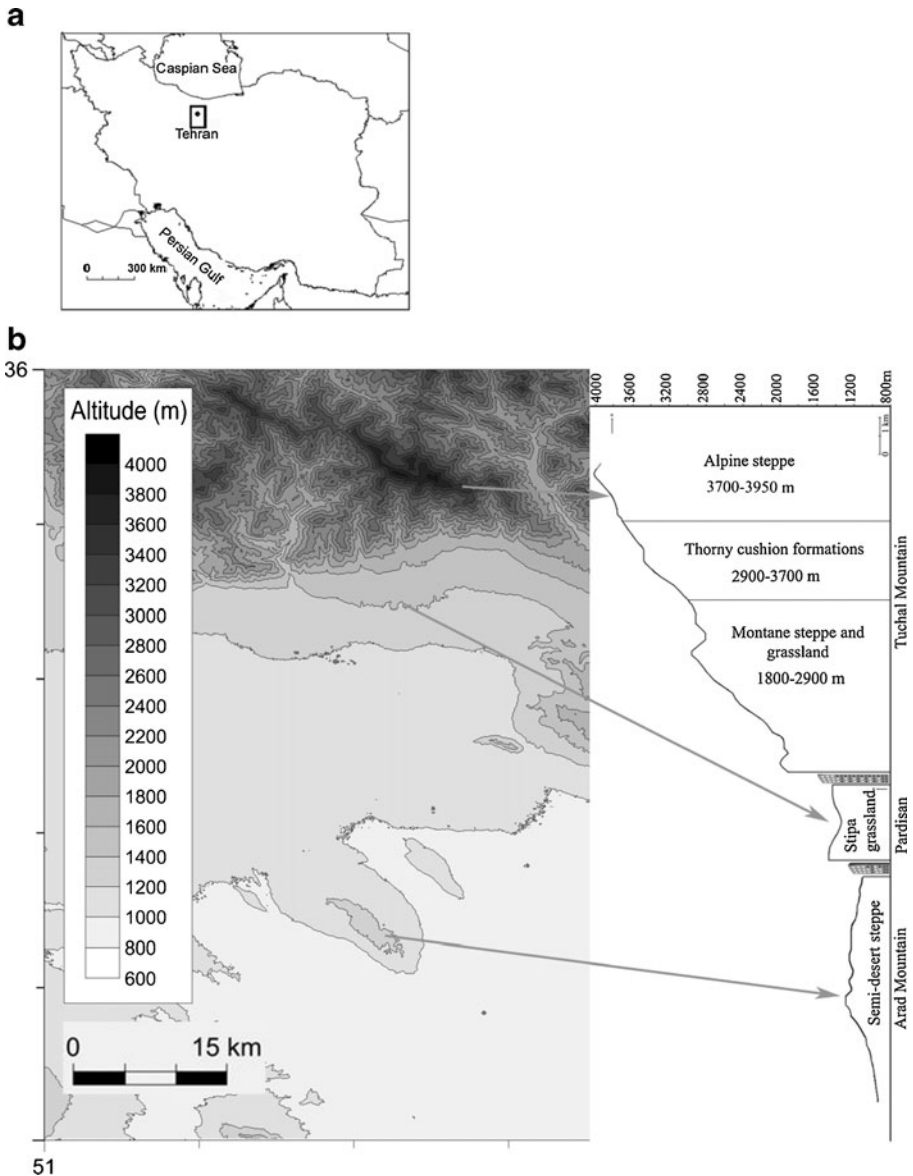 a
Caspian Sea
Tehran
Persian Gulf
0 300 km
b
36
Altitude (m)
4000
3800
3600
3400
3200
3000
2800
2600
2400
2200
2000
1800
1600
1400
1200
1000
800
600
0 15 km
51
4000
3600
2800
2000
1600
1200
800m
0 1 km
Alpine steppe
3700-3950 m
Thorny cushion formations
2900-3700 m
Montane steppe and
grassland
1800-2900 m
Tuchal Mountain
Stipa
grassland
Pardisan
Semi-desert steppe
Arad Mountain